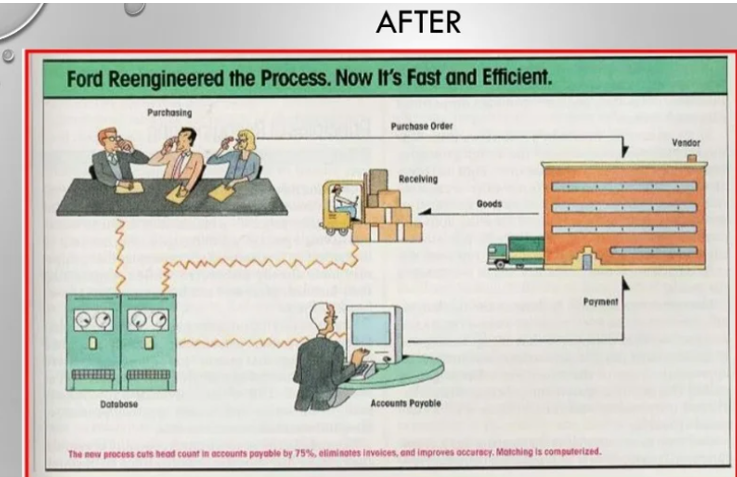 AFTER
Ford Reengineered the Process. Now It's Fast and Efficient.
Purchasing
Purchase Order
Vendor
Receiving
Goods
Payment
Database
Accounts Payable
The new process cuts head count in accounts payable by 75%, eliminates invoices, and improves accuracy. Matching is computerized.